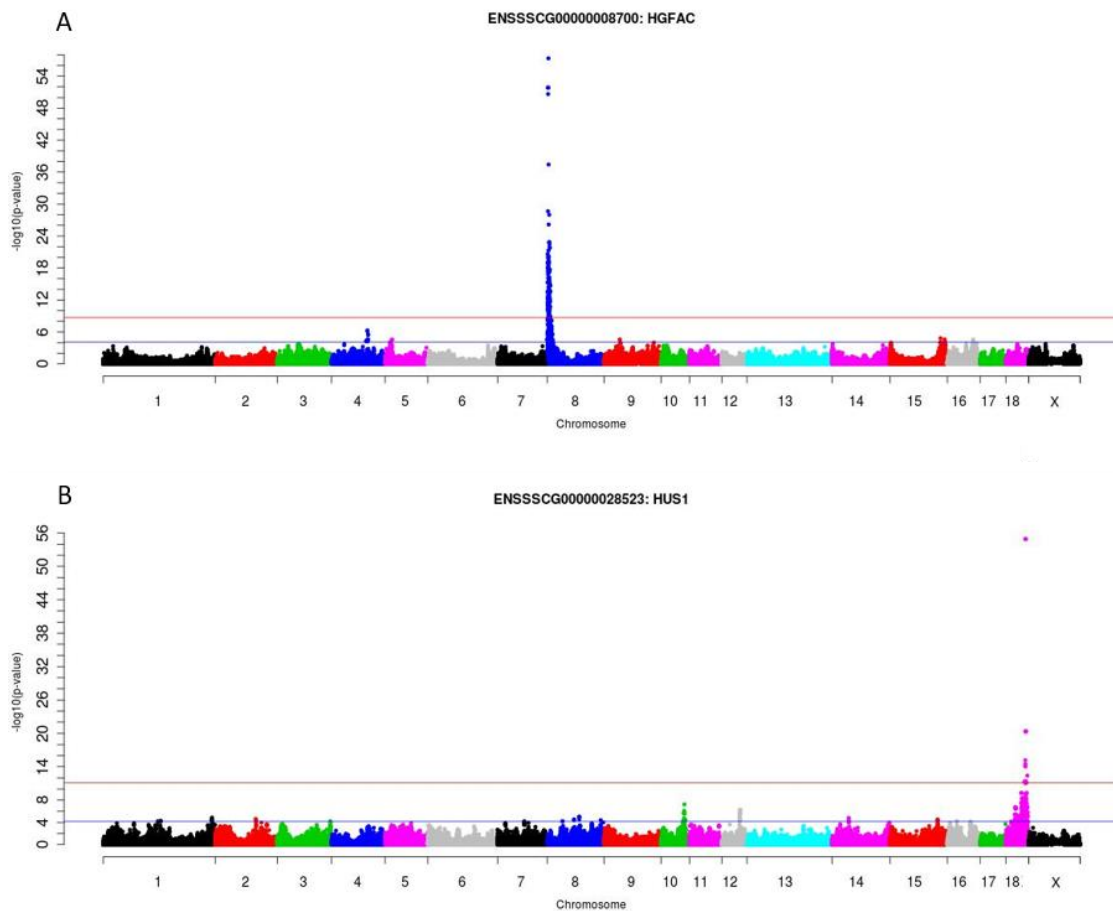 A
ENSSSCG00000008700: HGFAC
-log10(p-value)
54
48
42
36
30
24
18
12
6
0
1 2 3 4 5 6 7 8 9 10 11 12 13 14 15 16 17 18 X
Chromosome
B
ENSSSCG00000028523: HUS1
-log10(p-value)
56
50
44
38
32
26
20
14
8
4
0
1 2 3 4 5 6 7 8 9 10 11 12 13 14 15 16 17 18 X
Chromosome